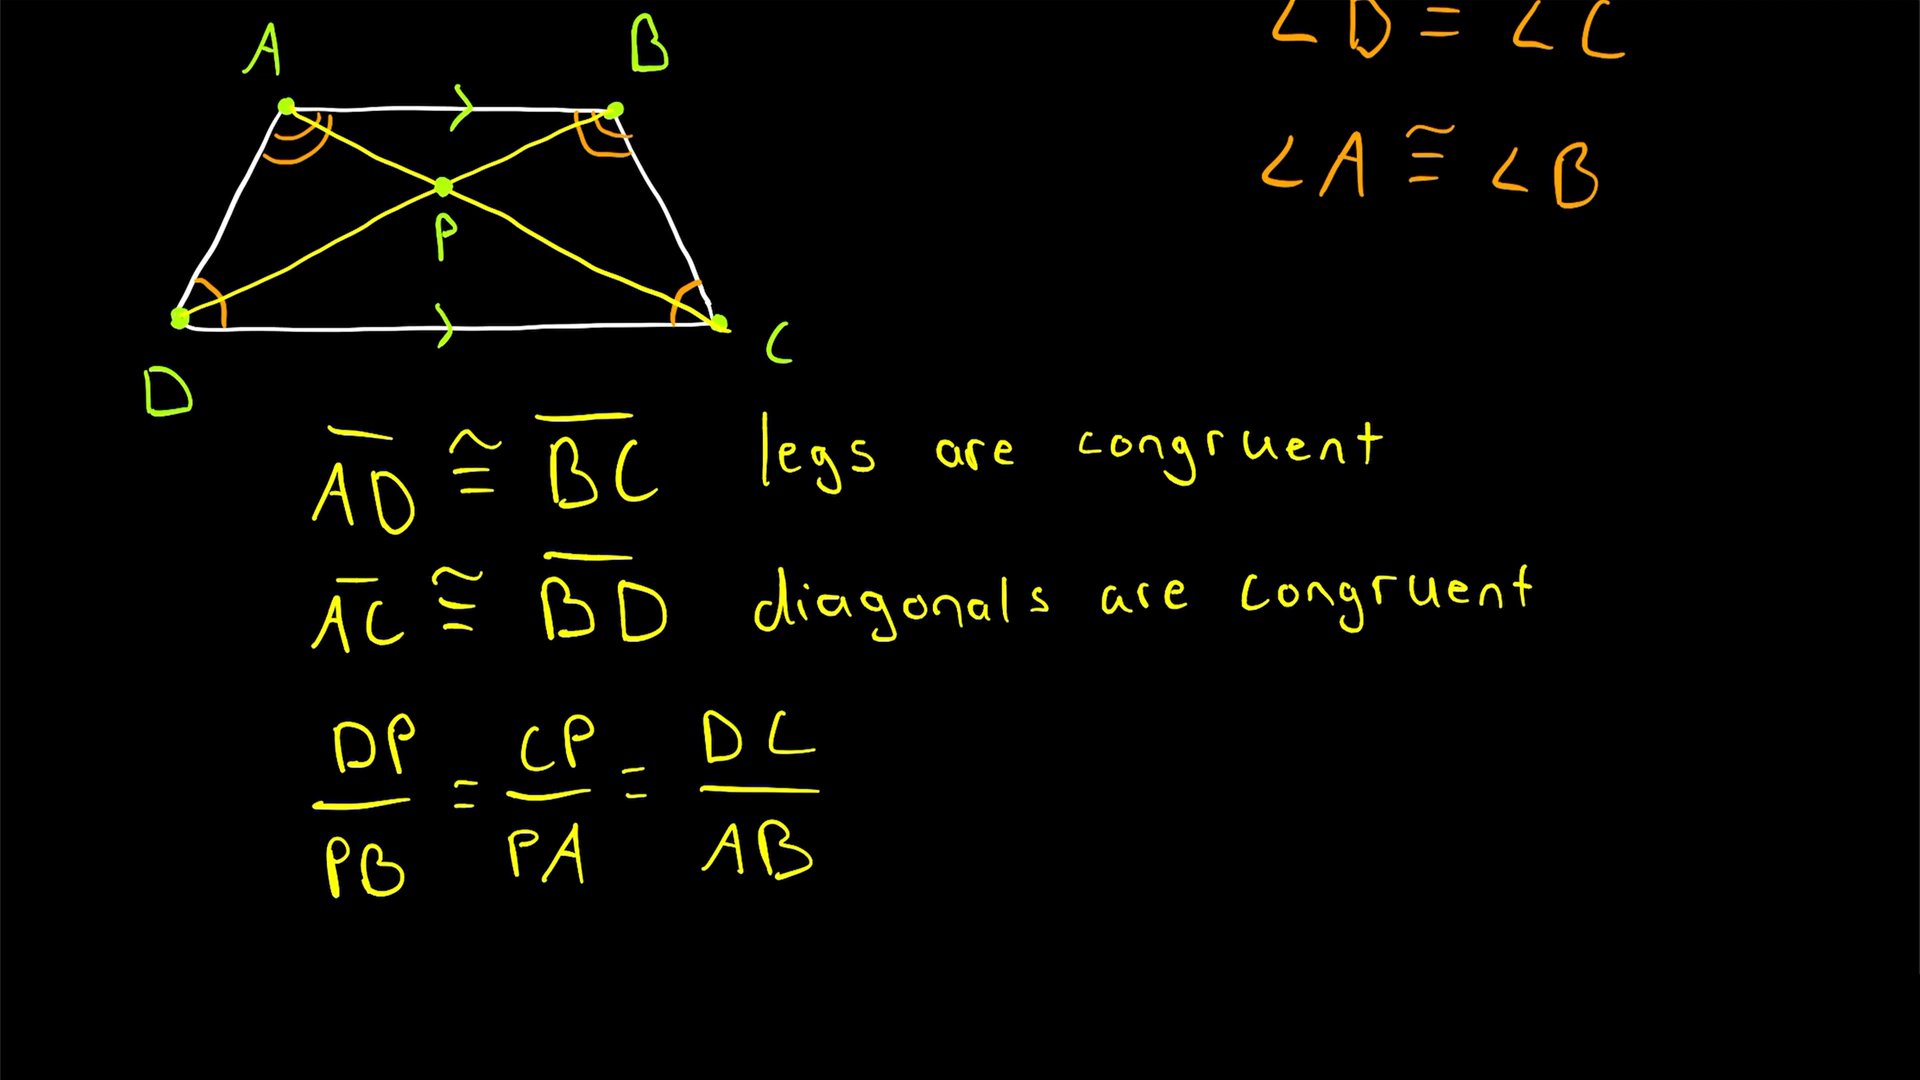 A B
∠D ≅ ∠C
∠A ≅ ∠B
P
C
D
AD ≅ BC legs are congruent
AC ≅ BD diagonals are congruent
DP/PB = CP/PA = DC/AB